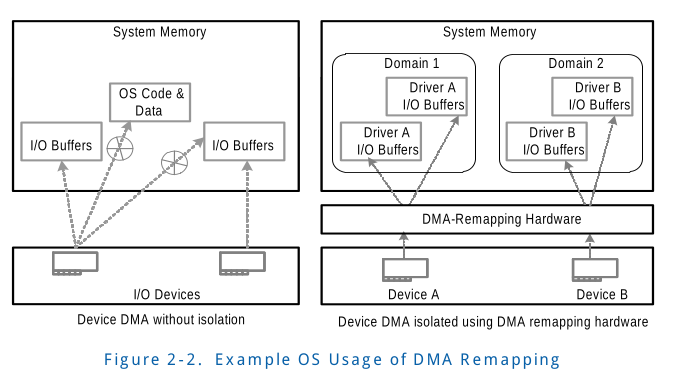 System Memory
OS Code &
Data
I/O Buffers
I/O Buffers
I/O Devices
Device DMA without isolation
System Memory
Domain 1
Driver A
I/O Buffers
Driver A
I/O Buffers
Domain 2
Driver B
I/O Buffers
Driver B
I/O Buffers
DMA-Remapping Hardware
Device A
Device B
Device DMA isolated using DMA remapping hardware
Figure 2-2. Example OS Usage of DMA Remapping